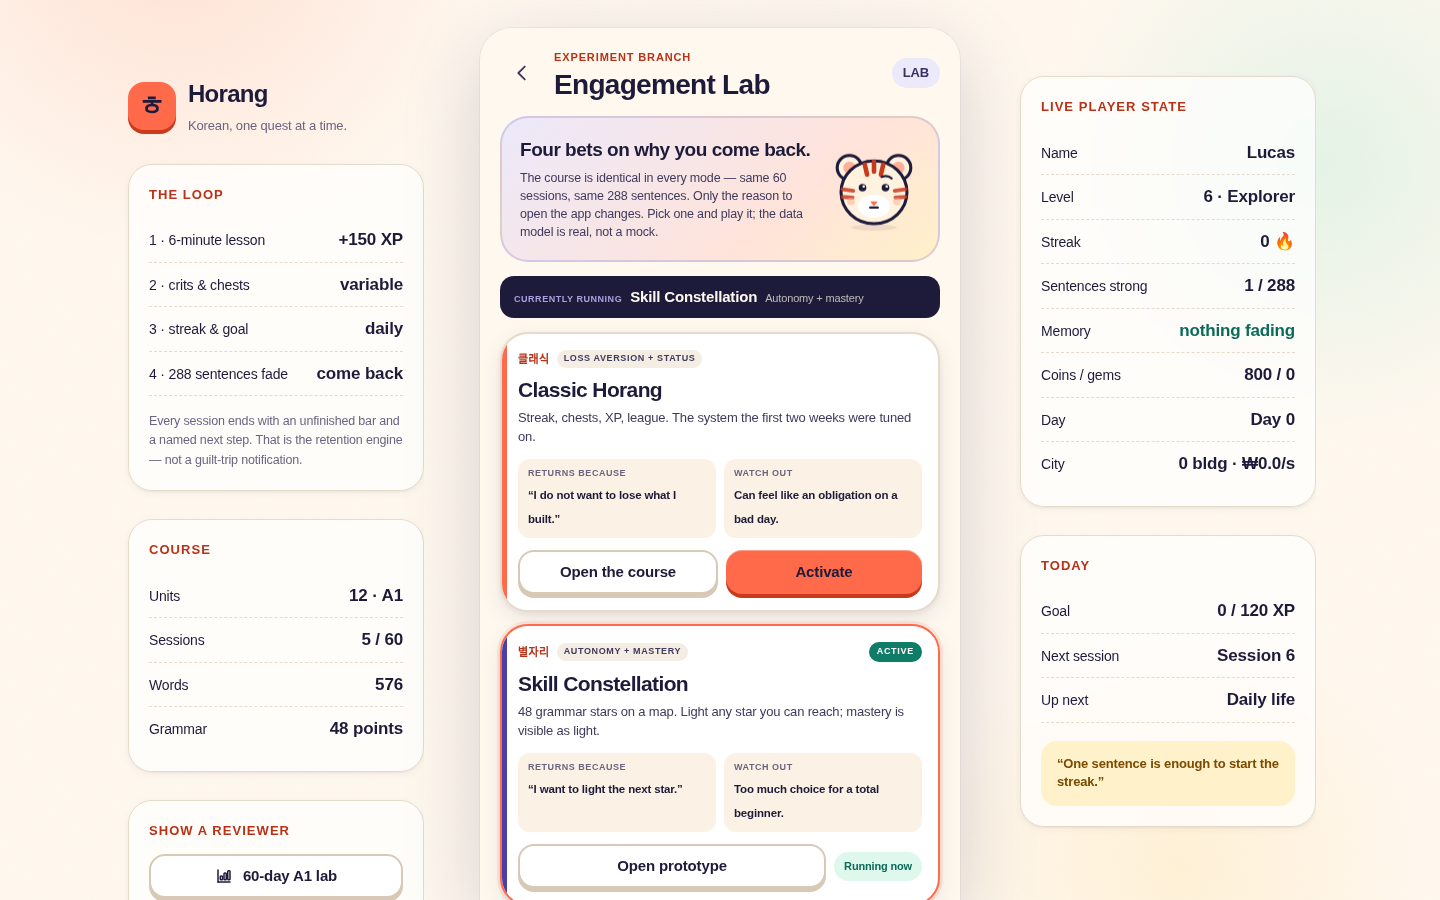 ㅎ
Horang
Korean, one quest at a time.
THE LOOP
1 · 6-minute lesson +150 XP
2 · crits & chests variable
3 · streak & goal daily
4 · 288 sentences fade come back
Every session ends with an unfinished bar and
a named next step. That is the retention engine
— not a guilt-trip notification.
COURSE
Units 12 · A1
Sessions 5 / 60
Words 576
Grammar 48 points
SHOW A REVIEWER
60-day A1 lab
EXPERIMENT BRANCH
Engagement Lab
LAB
Four bets on why you come back.
The course is identical in every mode — same 60
sessions, same 288 sentences. Only the reason to
open the app changes. Pick one and play it; the data
model is real, not a mock.
CURRENTLY RUNNING Skill Constellation Autonomy + mastery
클래식 LOSS AVERSION + STATUS
Classic Horang
Streak, chests, XP, league. The system the first two weeks were tuned
on.
RETURNS BECAUSE
“I do not want to lose what I
built.”
WATCH OUT
Can feel like an obligation on a
bad day.
Open the course
Activate
별자리 AUTONOMY + MASTERY ACTIVE
Skill Constellation
48 grammar stars on a map. Light any star you can reach; mastery is
visible as light.
RETURNS BECAUSE
“I want to light the next star.”
WATCH OUT
Too much choice for a total
beginner.
Open prototype
Running now
LIVE PLAYER STATE
Name Lucas
Level 6 · Explorer
Streak 0 🔥
Sentences strong 1 / 288
Memory nothing fading
Coins / gems 800 / 0
Day Day 0
City 0 bldg · ₩0.0/s
TODAY
Goal 0 / 120 XP
Next session Session 6
Up next Daily life
“One sentence is enough to start the
streak.”